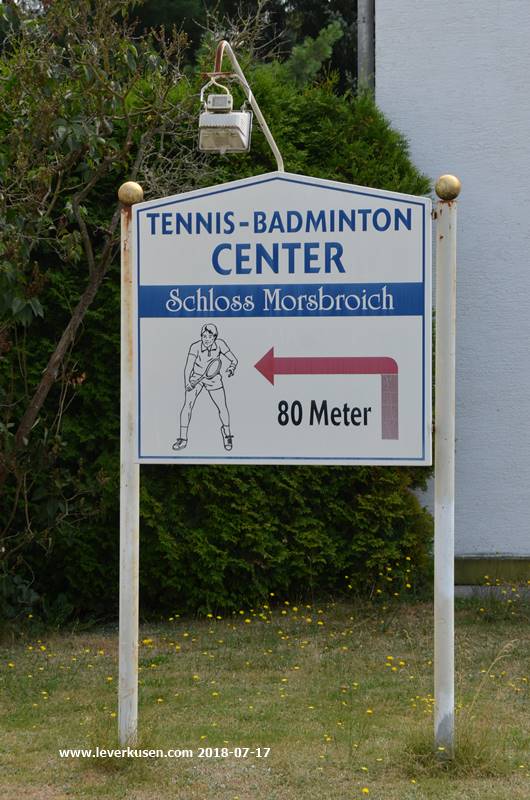 TENNIS-BADMINTON
CENTER
Schloss Morsbroich
80 Meter
www.leverkusen.com 2018-07-17